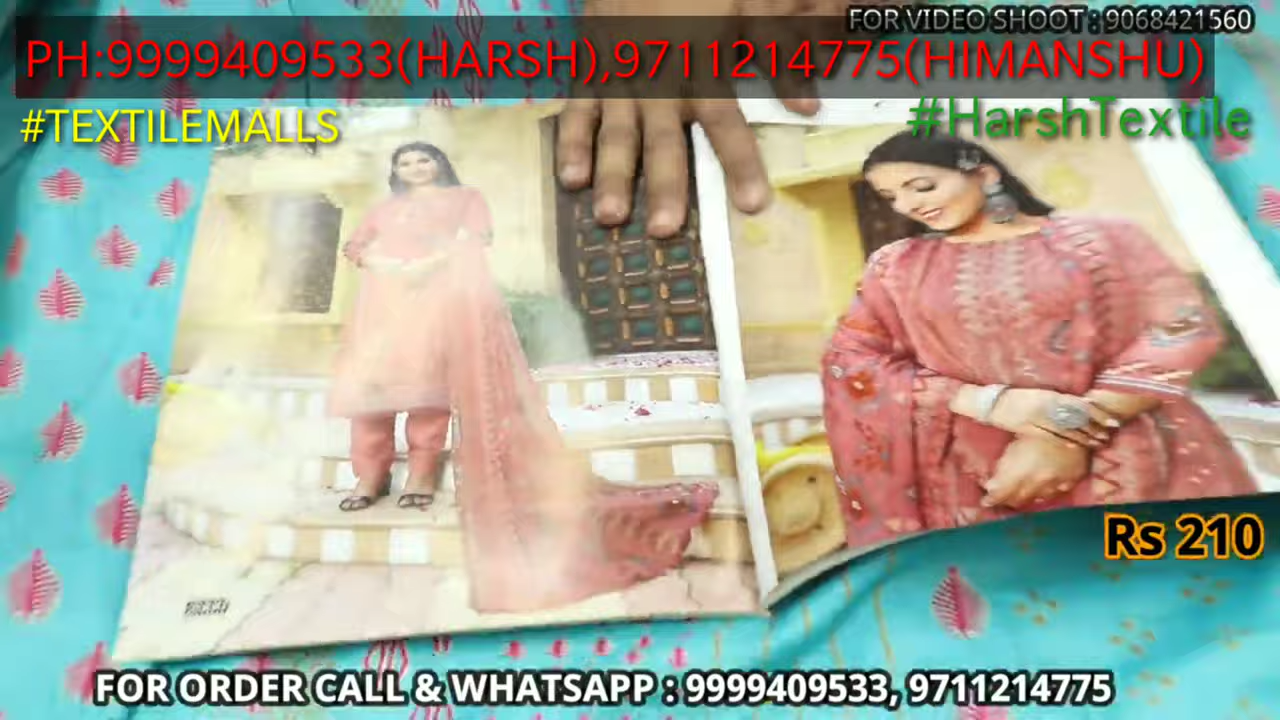 FOR VIDEO SHOOT : 9068421560
PH:9999409533(HARSH),9711214775(HIMANSHU)
#TEXTILEMALLS
#HarshTextile
Rs 210
FOR ORDER CALL & WHATSAPP : 9999409533, 9711214775